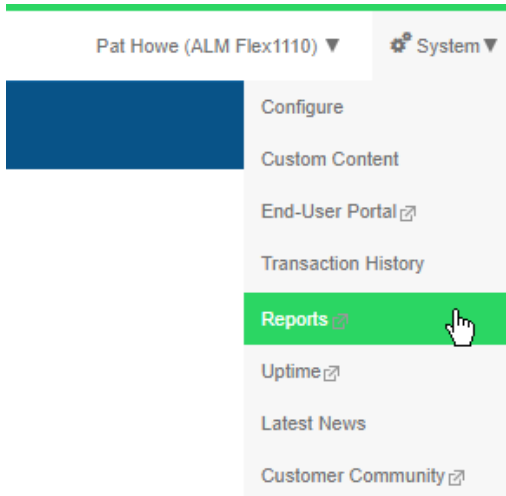 Pat Howe (ALM Flex1110) ▼ System ▼
Configure
Custom Content
End-User Portal
Transaction History
Reports
Uptime
Latest News
Customer Community